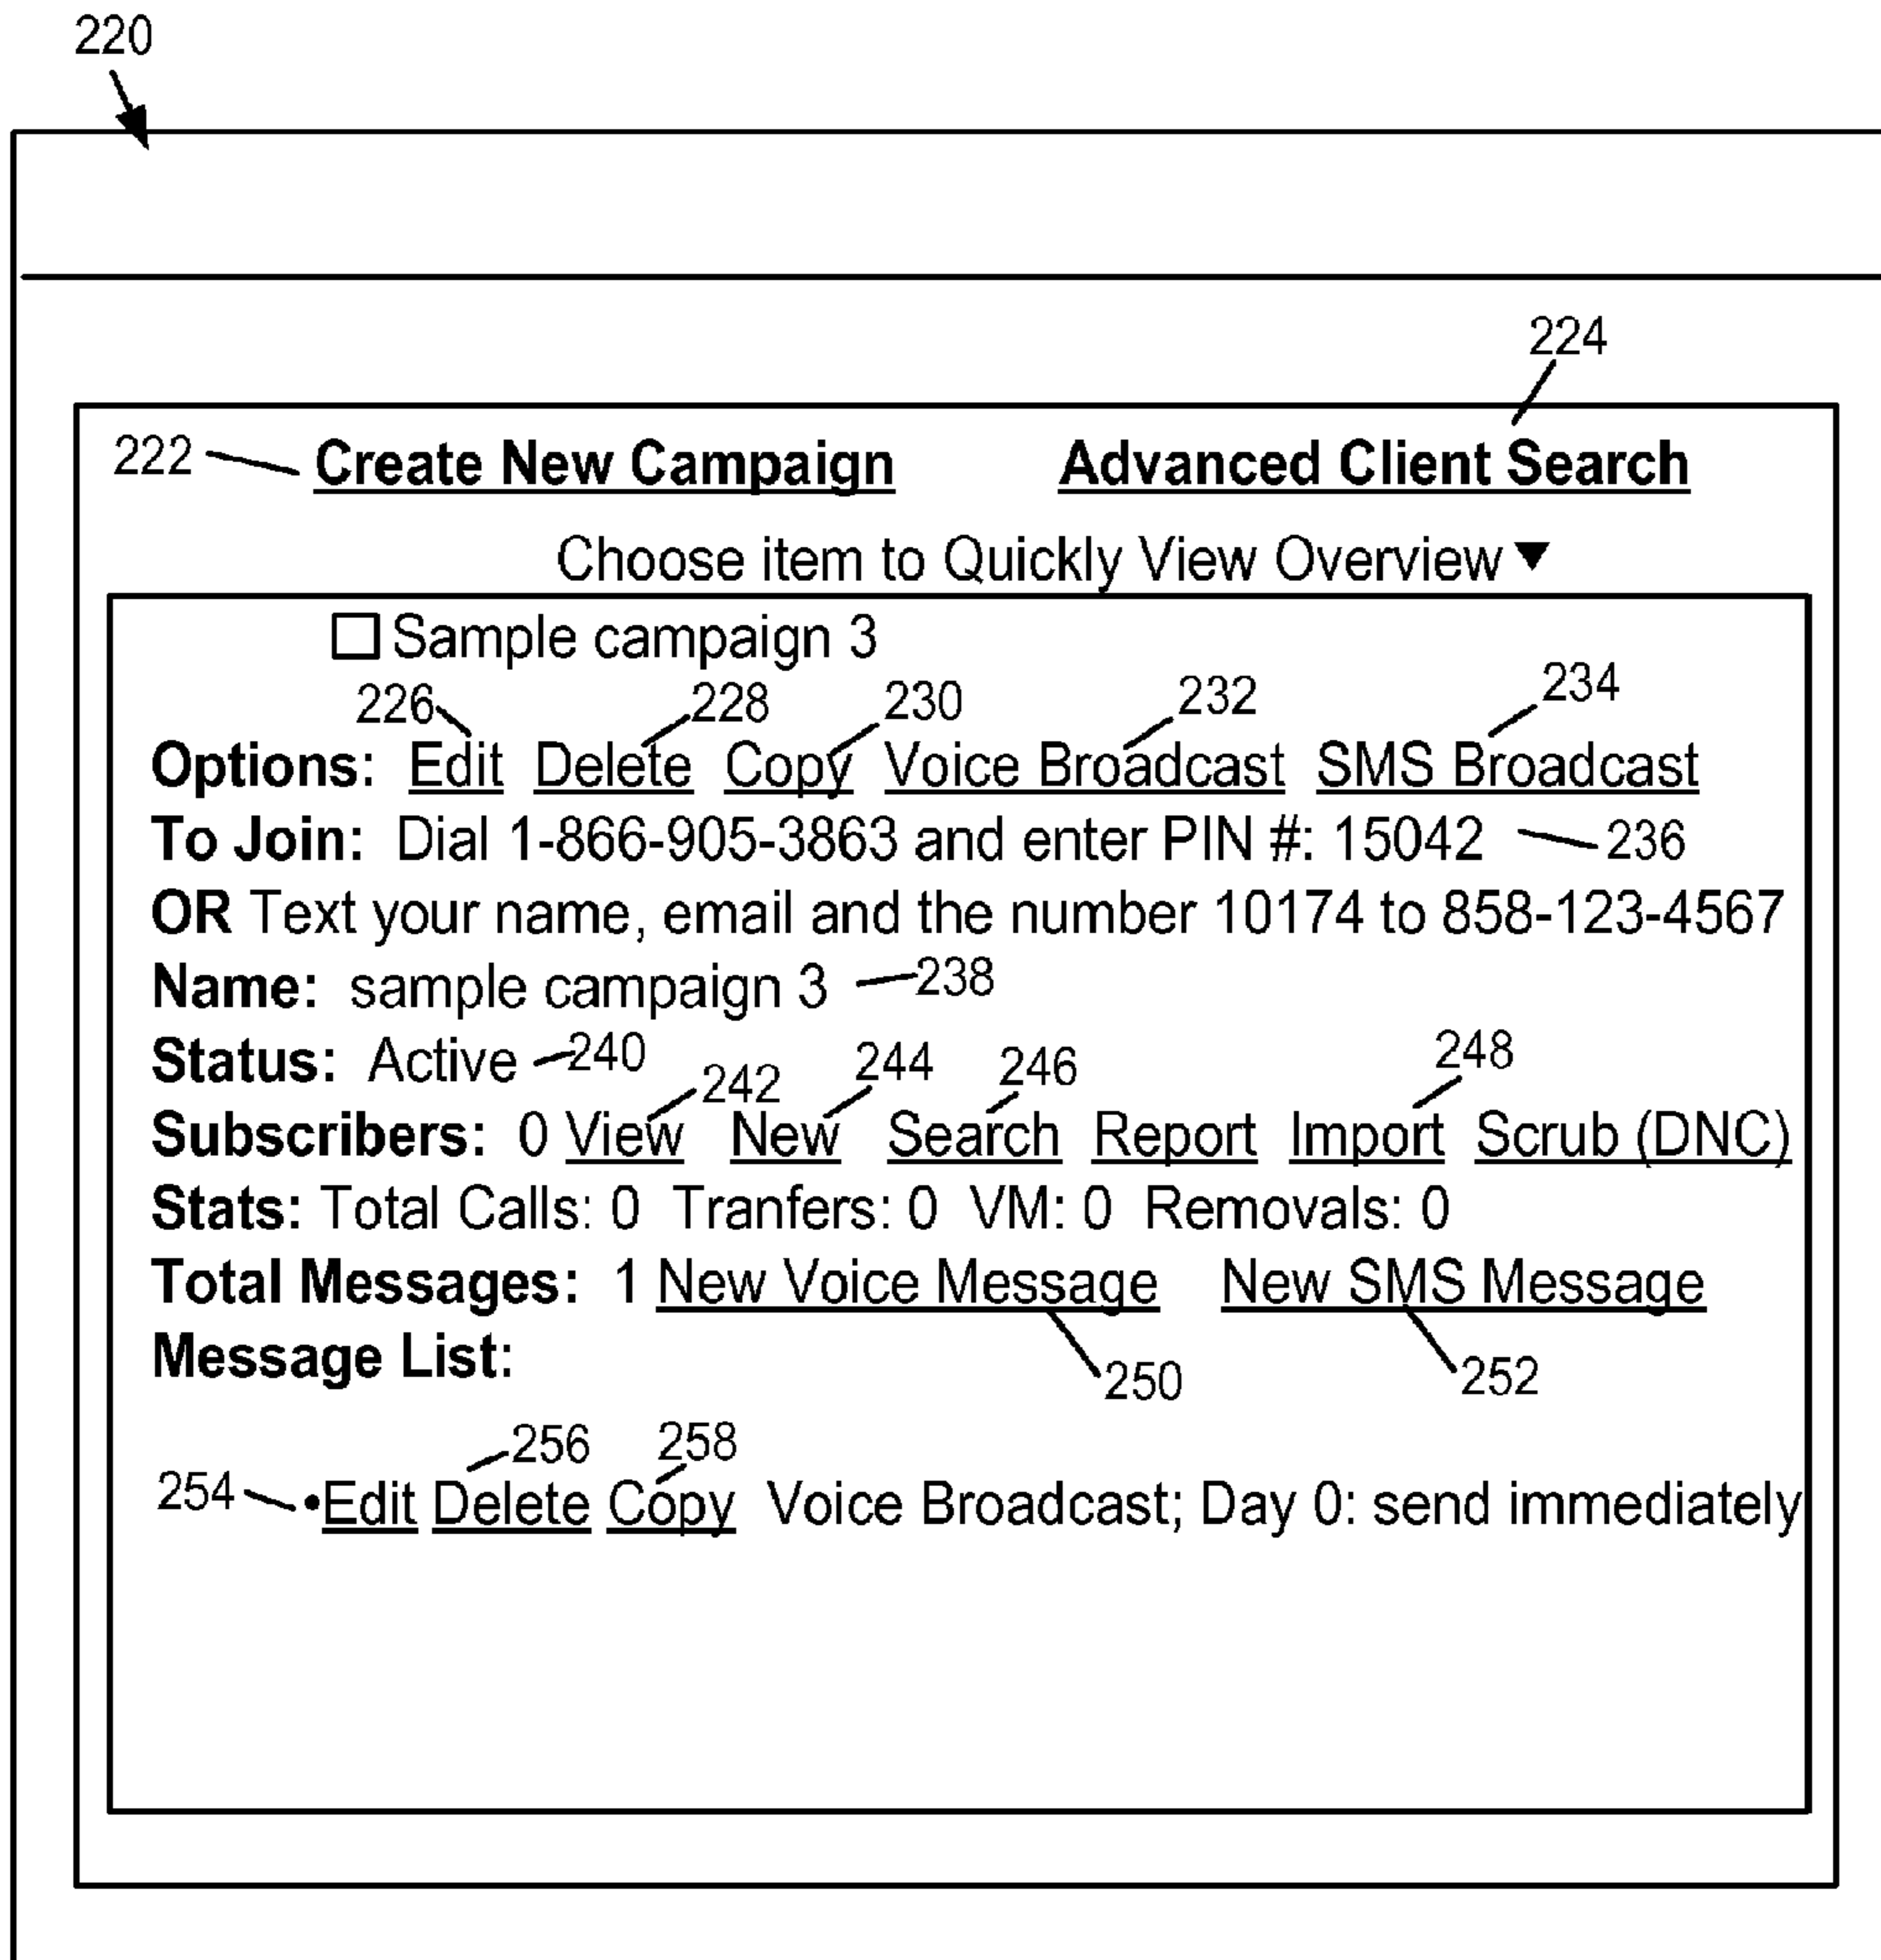 220
224
222 Create New Campaign Advanced Client Search
Choose item to Quickly View Overview ▼
Sample campaign 3
226 228 230 232 234
Options: Edit Delete Copy Voice Broadcast SMS Broadcast
To Join: Dial 1-866-905-3863 and enter PIN #: 15042 236
OR Text your name, email and the number 10174 to 858-123-4567
Name: sample campaign 3 238
Status: Active 240 242 244 246 248
Subscribers: 0 View New Search Report Import Scrub (DNC)
Stats: Total Calls: 0 Tranfers: 0 VM: 0 Removals: 0
Total Messages: 1 New Voice Message New SMS Message
Message List:
250 252
256 258
254 •Edit Delete Copy Voice Broadcast; Day 0: send immediately